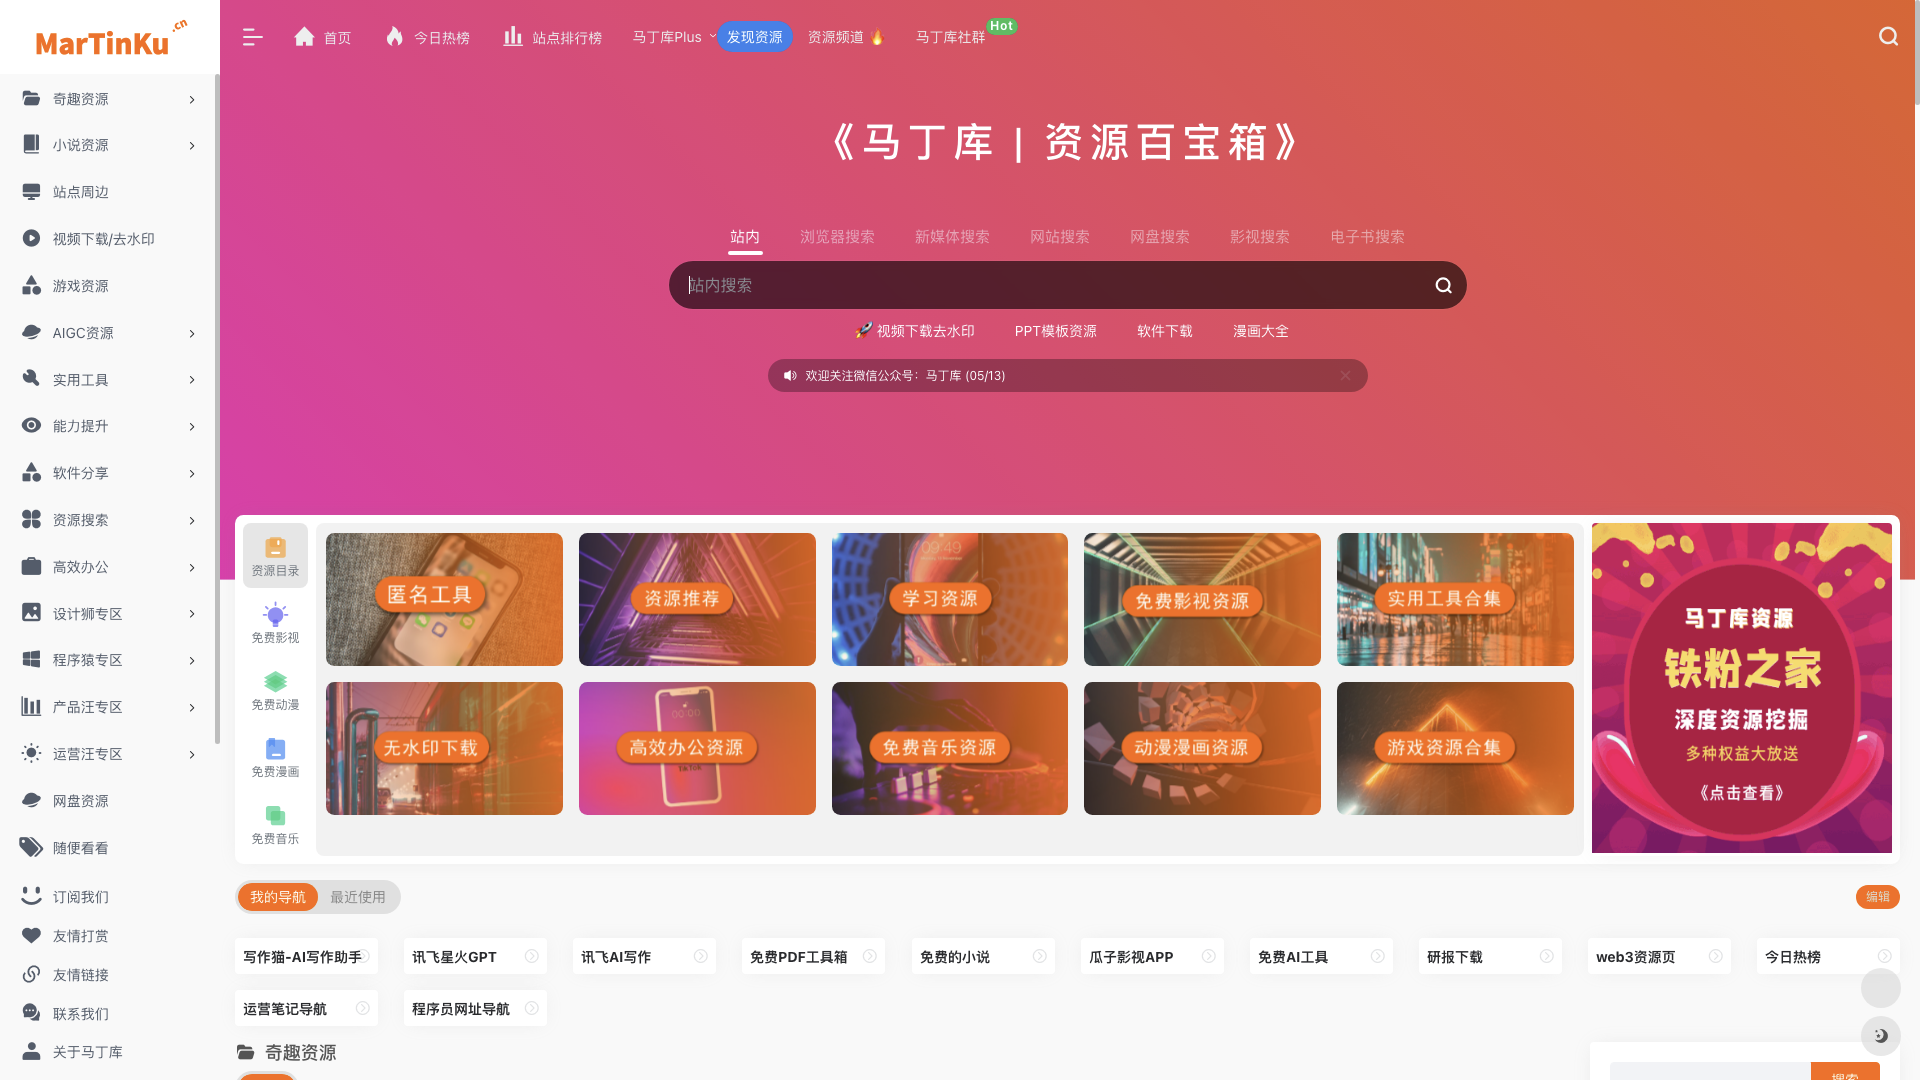 MarTinKu.cn
首页
今日热榜
站点排行榜
马丁库Plus
发现资源
资源频道
马丁库社群
Hot
奇趣资源
小说资源
站点周边
视频下载/去水印
游戏资源
AIGC资源
实用工具
能力提升
软件分享
资源搜索
高效办公
设计狮专区
程序猿专区
产品汪专区
运营汪专区
网盘资源
随便看看
订阅我们
友情打赏
友情链接
联系我们
关于马丁库
《马丁库 | 资源百宝箱》
站内
浏览器搜索
新媒体搜索
网站搜索
网盘搜索
影视搜索
电子书搜索
站内搜索
视频下载去水印
PPT模板资源
软件下载
漫画大全
欢迎关注微信公众号：马丁库 (05/13)
资源目录
免费影视
免费动漫
免费漫画
免费音乐
匿名工具
资源推荐
09:49
学习资源
免费影视资源
实用工具合集
无水印下载
00:00
高效办公资源
TikTok
免费音乐资源
动漫漫画资源
游戏资源合集
马丁库资源
铁粉之家
深度资源挖掘
多种权益大放送
《点击查看》
我的导航
最近使用
编辑
写作猫-AI写作助手
讯飞星火GPT
讯飞AI写作
免费PDF工具箱
免费的小说
瓜子影视APP
免费AI工具
研报下载
web3资源页
今日热榜
运营笔记导航
程序员网址导航
奇趣资源
搜索